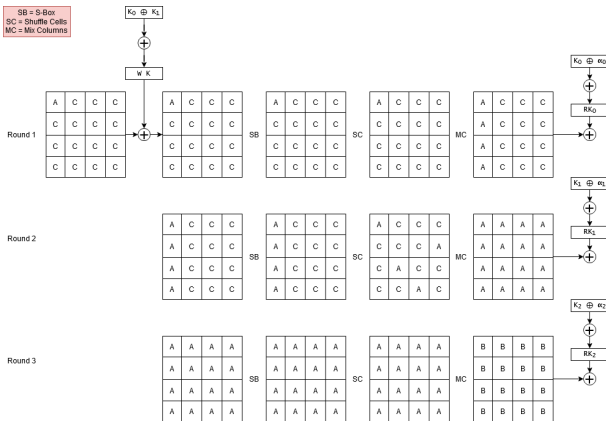 SB = S-Box
SC = Shuffle Cells
MC = Mix Columns
K₀ ⊕ K₁
W K
K₀ ⊕ α₀
RK₀
Round 1
A C C C A C C C A C C C A C C C A C C C
C C C C C C C C C C C C C C C C A C C C
SB SC MC
C C C C C C C C C C C C C C C C A C C C
C C C C C C C C C C C C C C C C A C C C
K₁ ⊕ α₁
RK₁
Round 2
A C C C A C C C A C C C A A A A
A C C C A C C C C C C A A A A A
SB SC MC
A C C C A C C C C A C C A A A A
A C C C A C C C C C A C A A A A
K₂ ⊕ α₂
RK₂
Round 3
A A A A A A A A A A A A B B B B
A A A A A A A A A A A A B B B B
SB SC MC
A A A A A A A A A A A A B B B B
A A A A A A A A A A A A B B B B